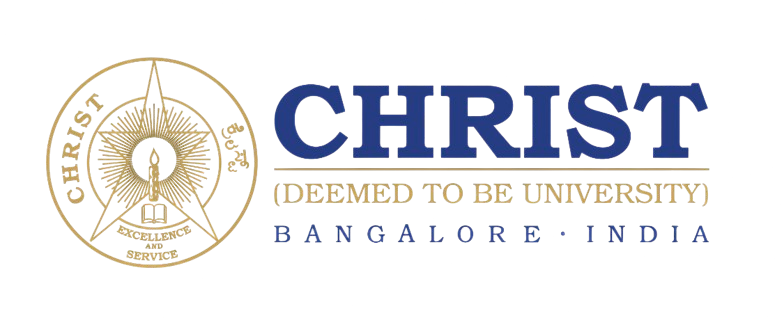 CHRIST
ಕ್ರೈಸ್ಟ್
EXCELLENCE
AND
SERVICE
CHRIST
(DEEMED TO BE UNIVERSITY)
BANGALORE · INDIA